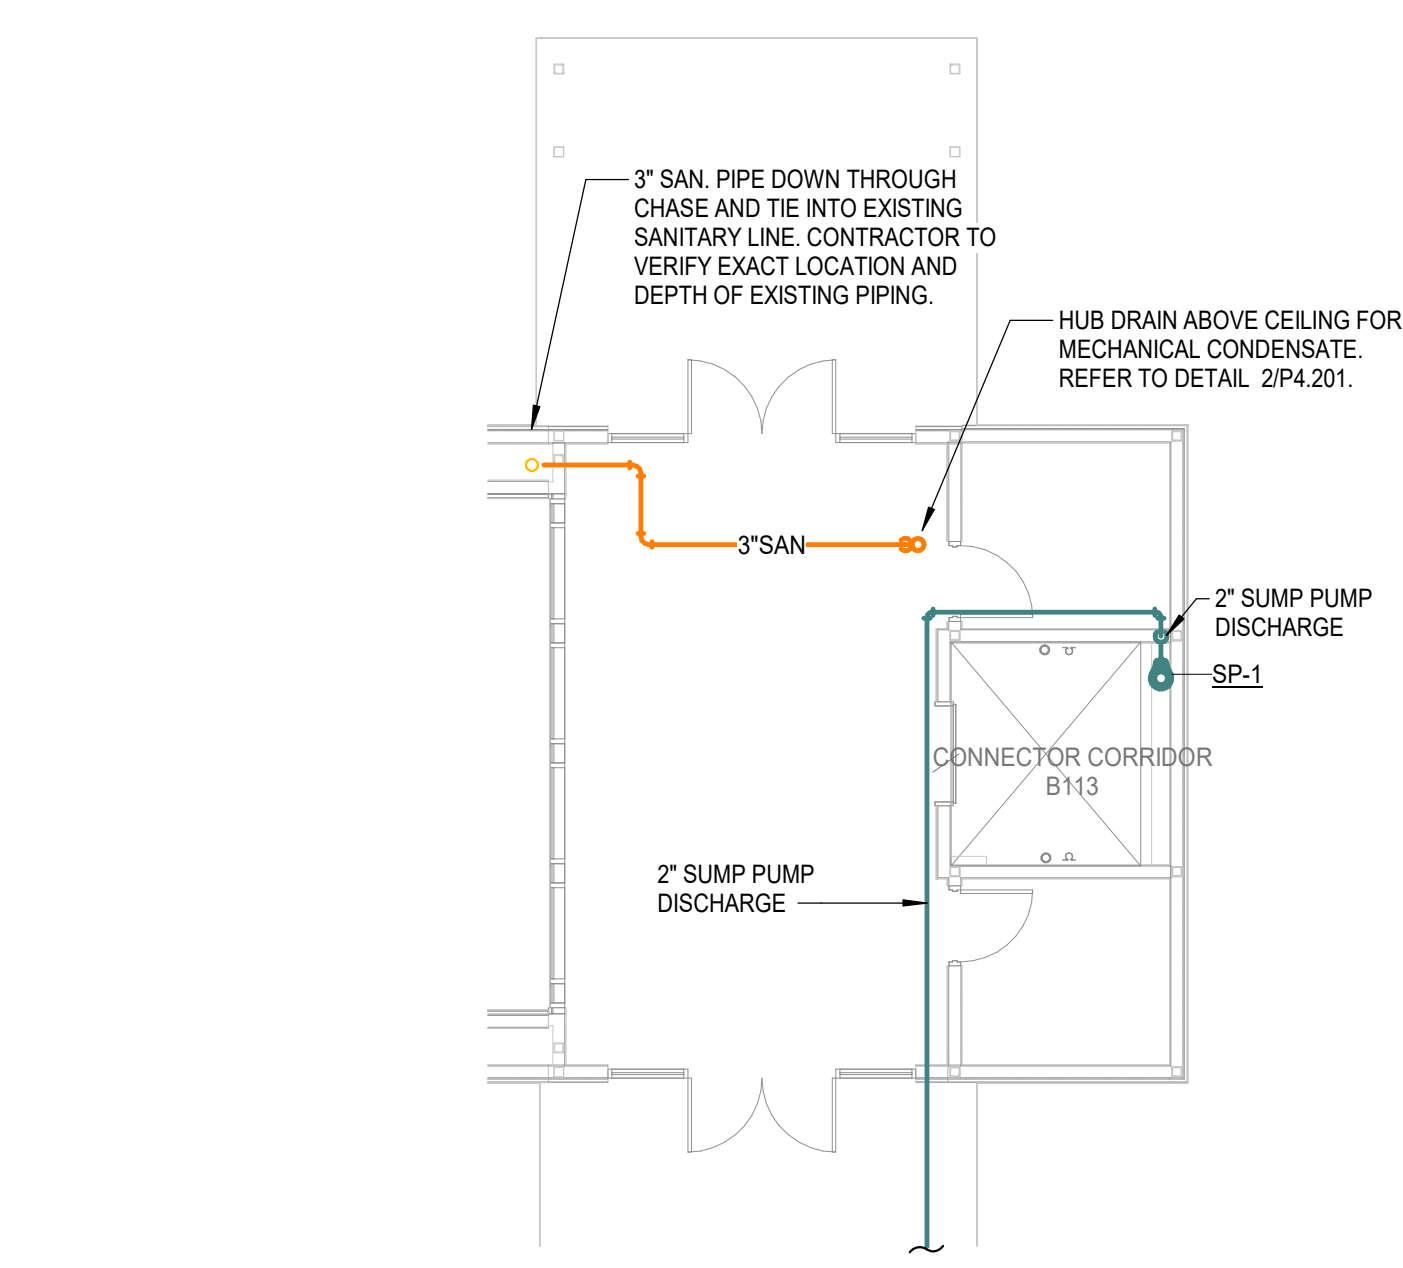 3" SAN. PIPE DOWN THROUGH
CHASE AND TIE INTO EXISTING
SANITARY LINE. CONTRACTOR TO
VERIFY EXACT LOCATION AND
DEPTH OF EXISTING PIPING.
HUB DRAIN ABOVE CEILING FOR
MECHANICAL CONDENSATE.
REFER TO DETAIL 2/P4.201.
3"SAN
2" SUMP PUMP
DISCHARGE
SP-1
CONNECTOR CORRIDOR
B113
2" SUMP PUMP
DISCHARGE